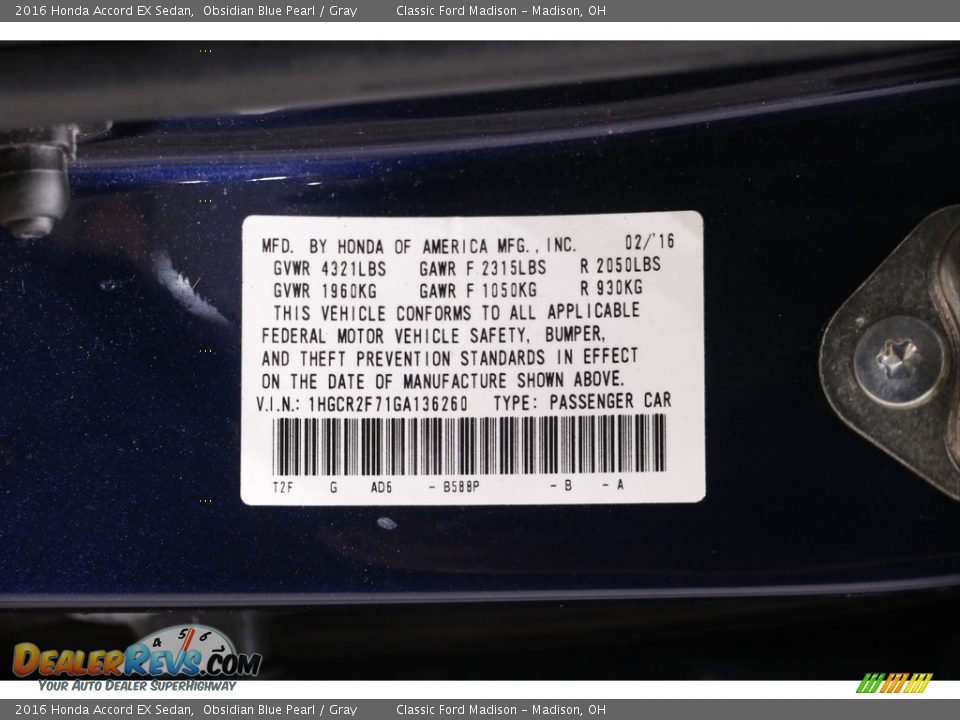 2016 Honda Accord EX Sedan, Obsidian Blue Pearl / Gray Classic Ford Madison - Madison, OH
MFD. BY HONDA OF AMERICA MFG., INC. 02/'16
GVWR 4321LBS GAWR F 2315LBS R 2050LBS
GVWR 1960KG GAWR F 1050KG R 930KG
THIS VEHICLE CONFORMS TO ALL APPLICABLE
FEDERAL MOTOR VEHICLE SAFETY, BUMPER,
AND THEFT PREVENTION STANDARDS IN EFFECT
ON THE DATE OF MANUFACTURE SHOWN ABOVE.
V.I.N.: 1HGCR2F71GA136260 TYPE: PASSENGER CAR
T2F G AD6 - B588P - B - A
4 5 6
DEALERREVS.COM
YOUR AUTO DEALER SUPERHIGHWAY
2016 Honda Accord EX Sedan, Obsidian Blue Pearl / Gray Classic Ford Madison - Madison, OH